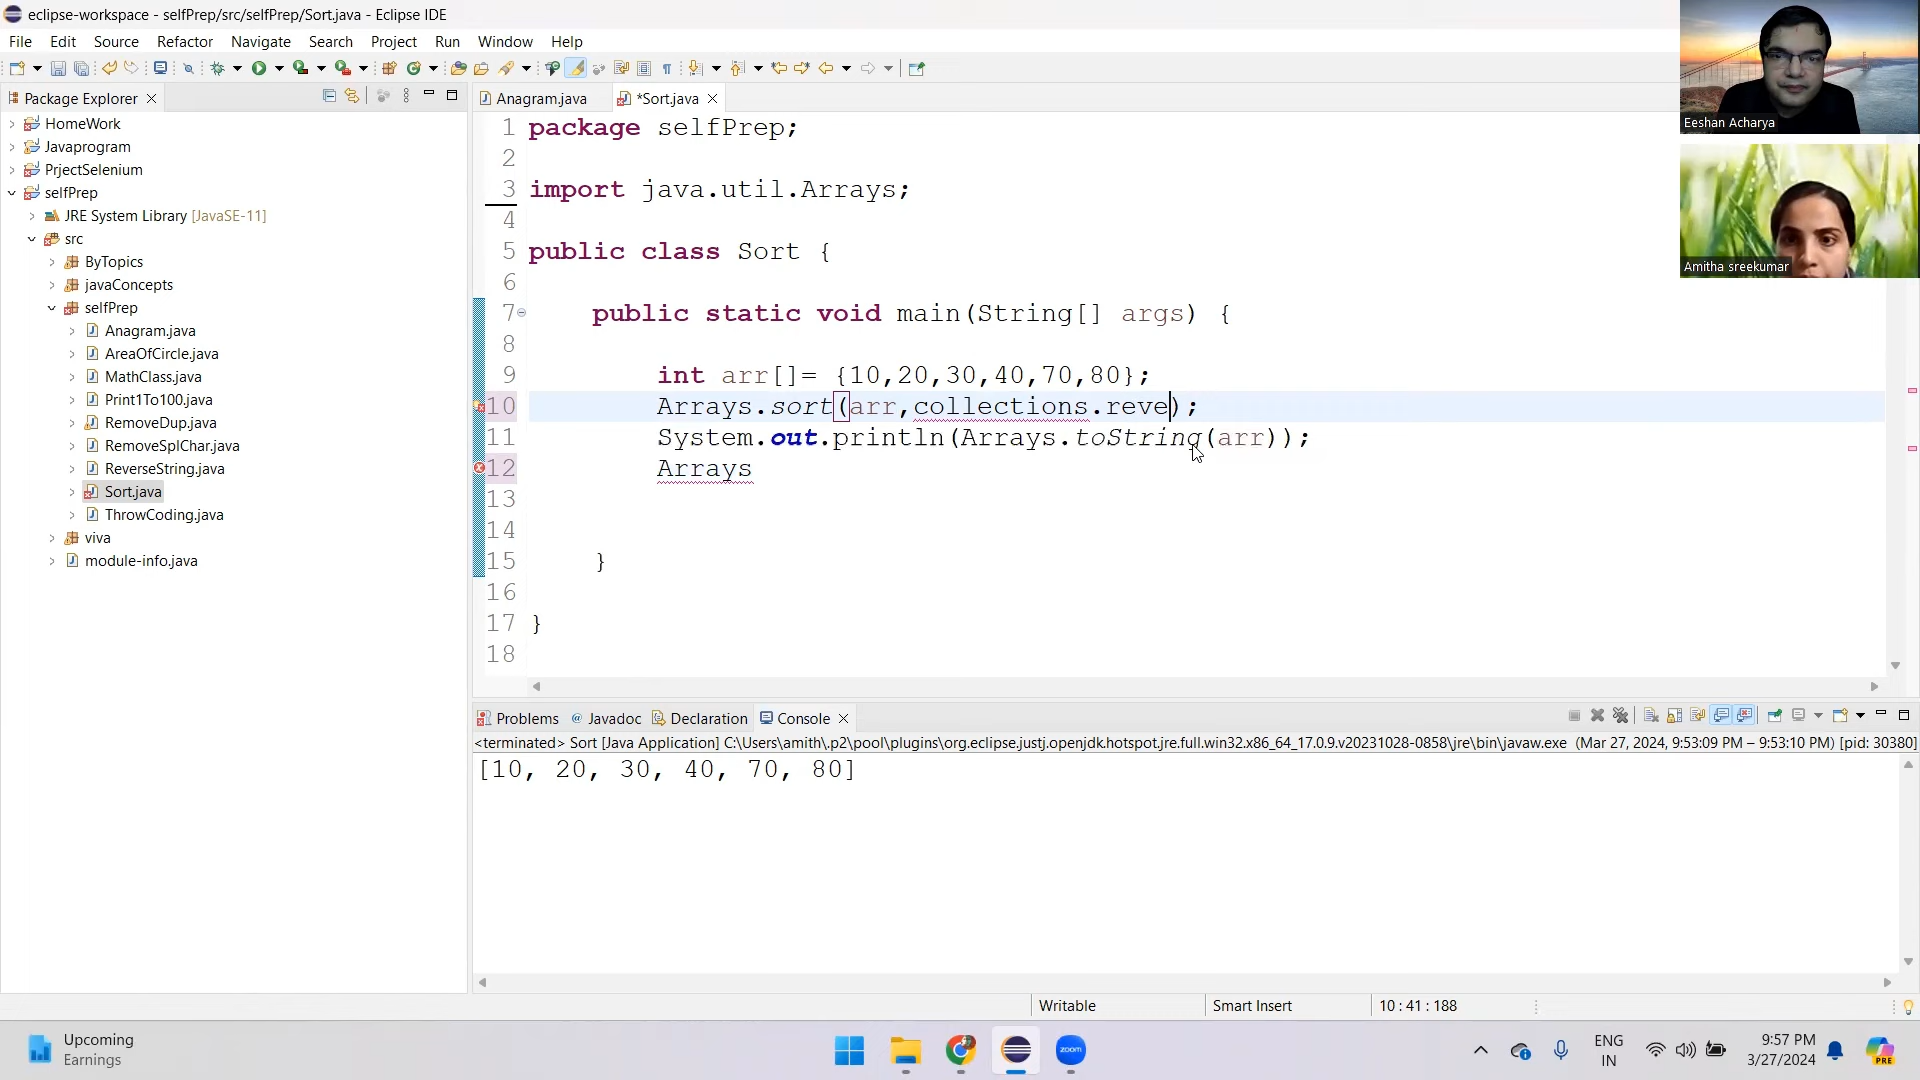 eclipse-workspace - selfPrep/src/selfPrep/Sort.java - Eclipse IDE
File Edit Source Refactor Navigate Search Project Run Window Help
Package Explorer
HomeWork
Javaprogram
PrjectSelenium
selfPrep
JRE System Library [JavaSE-11]
src
ByTopics
javaConcepts
selfPrep
Anagram.java
AreaOfCircle.java
MathClass.java
Print1To100.java
RemoveDup.java
RemoveSplChar.java
ReverseString.java
Sort.java
ThrowCoding.java
viva
module-info.java
Anagram.java *Sort.java
1 package selfPrep;
2
3 import java.util.Arrays;
4
5 public class Sort {
6
7 public static void main(String[] args) {
8
9 int arr[]= {10,20,30,40,70,80};
10 Arrays.sort(arr,collections.reve);
11 System.out.println(Arrays.toString(arr));
12 Arrays
13
14
15 }
16
17 }
18
Eeshan Acharya
Amitha sreekumar
Problems Javadoc Declaration Console
<terminated> Sort [Java Application] C:\Users\amith\.p2\pool\plugins\org.eclipse.justj.openjdk.hotspot.jre.full.win32.x86_64_17.0.9.v20231028-0858\jre\bin\javaw.exe (Mar 27, 2024, 9:53:09 PM – 9:53:10 PM) [pid: 30380]
[10, 20, 30, 40, 70, 80]
Writable Smart Insert 10 : 41 : 188
Upcoming
Earnings
zoom
ENG
IN
9:57 PM
3/27/2024
PRE